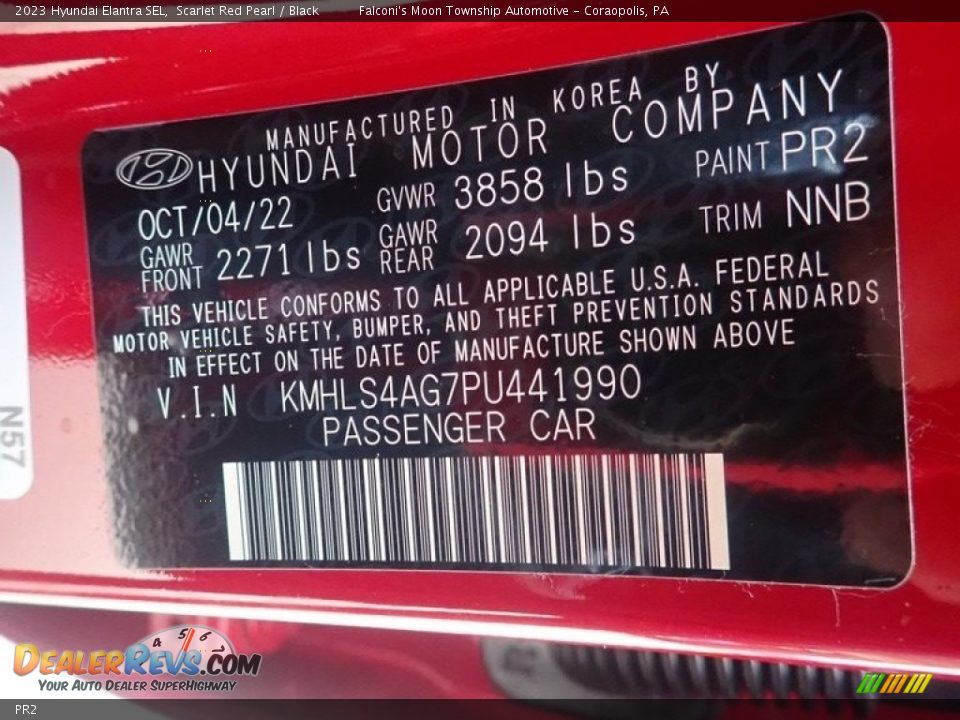 2023 Hyundai Elantra SEL, Scarlet Red Pearl / Black Falconi's Moon Township Automotive - Coraopolis, PA
MANUFACTURED IN KOREA BY
HYUNDAI MOTOR COMPANY
OCT/04/22 GVWR 3858 lbs PAINT PR2
GAWR FRONT 2271 lbs GAWR REAR 2094 lbs TRIM NNB
THIS VEHICLE CONFORMS TO ALL APPLICABLE U.S.A. FEDERAL
MOTOR VEHICLE SAFETY, BUMPER, AND THEFT PREVENTION STANDARDS
IN EFFECT ON THE DATE OF MANUFACTURE SHOWN ABOVE
V.I.N KMHLS4AG7PU441990
PASSENGER CAR
N57
4 5 6
DEALERREVS.COM
YOUR AUTO DEALER SUPERHIGHWAY
PR2